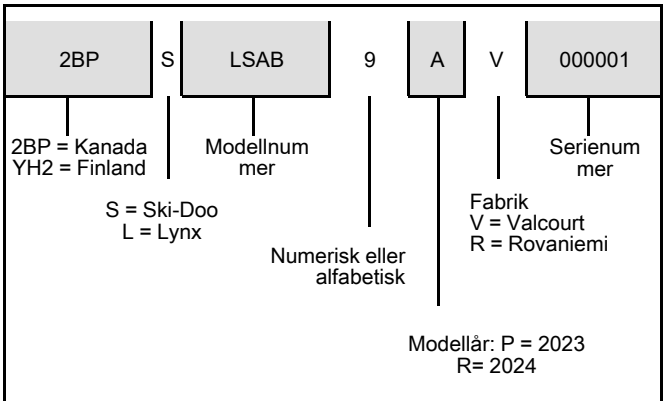 2BP S LSAB 9 A V 000001
2BP = Kanada
YH2 = Finland
Modellnum
mer
Serienum
mer
S = Ski-Doo
L = Lynx
Fabrik
V = Valcourt
R = Rovaniemi
Numerisk eller
alfabetisk
Modellår: P = 2023
R= 2024